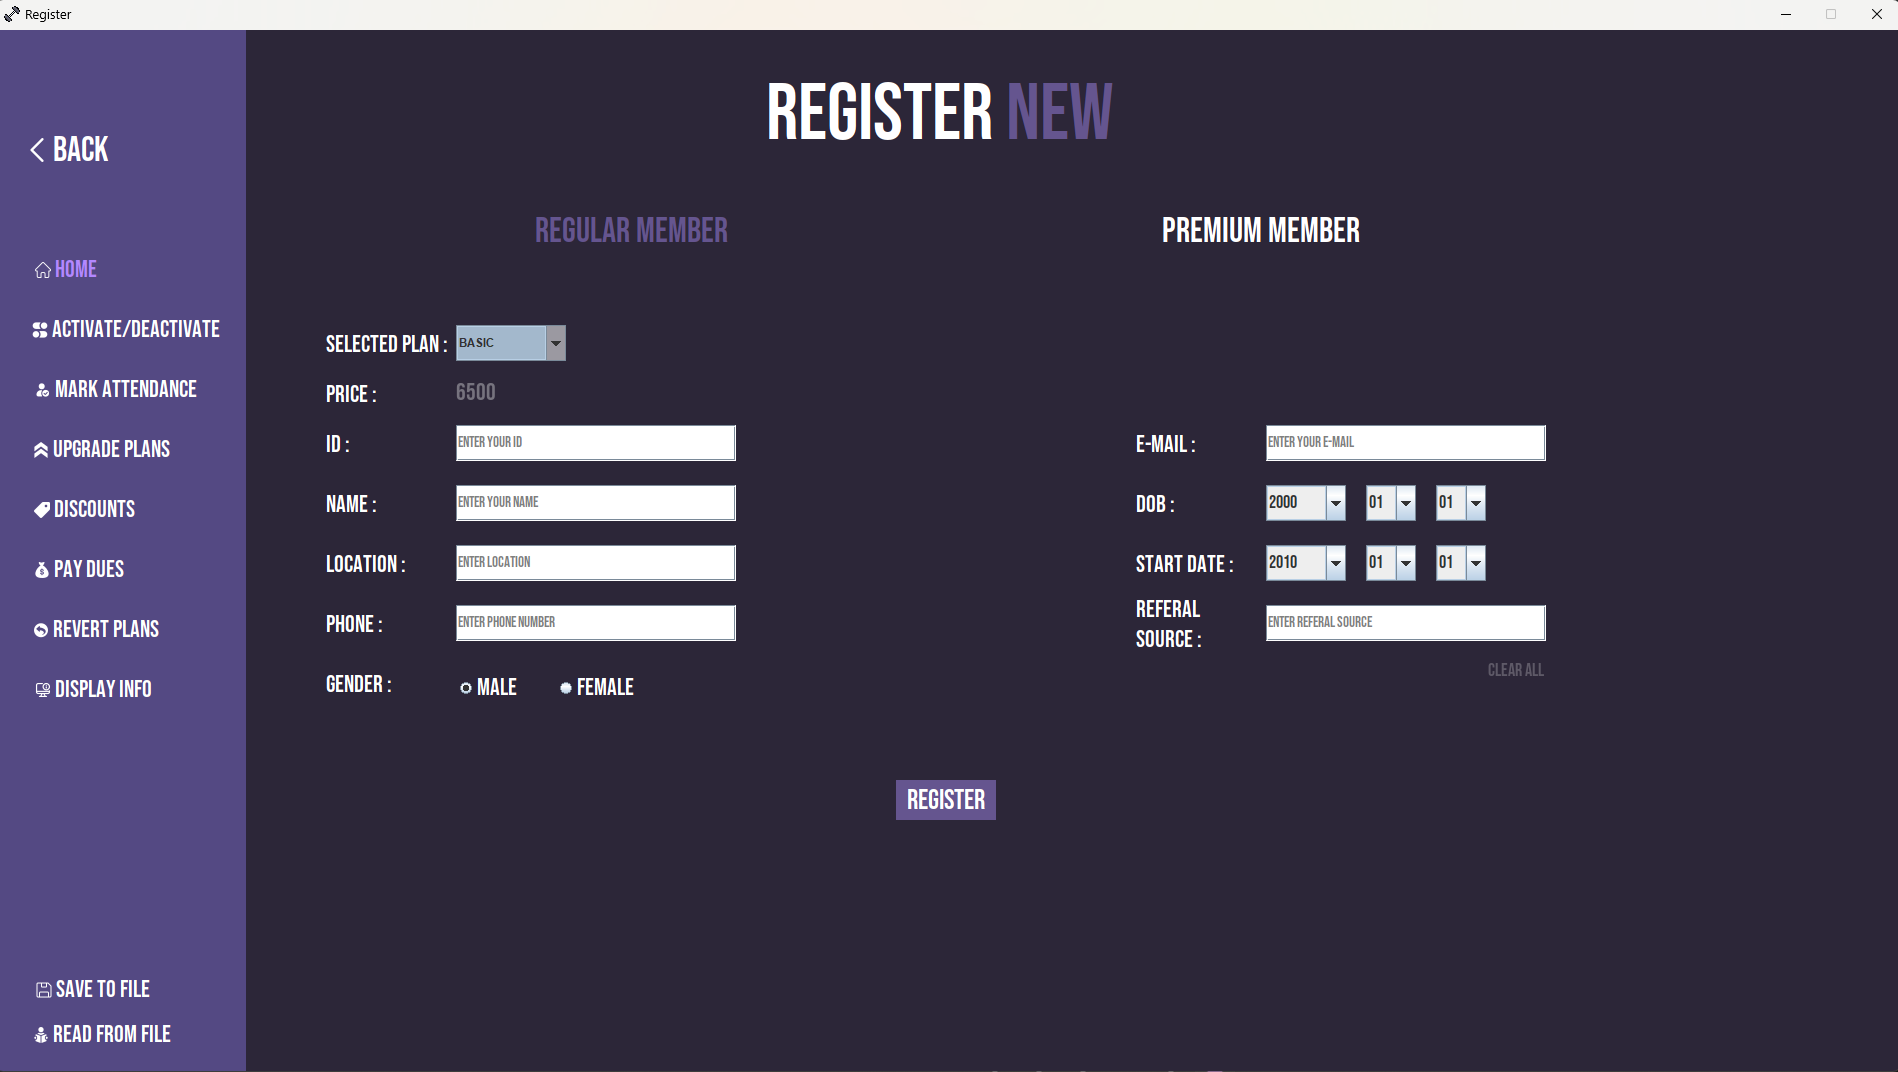 Register
BACK
HOME
ACTIVATE/DEACTIVATE
MARK ATTENDANCE
UPGRADE PLANS
DISCOUNTS
PAY DUES
REVERT PLANS
DISPLAY INFO
SAVE TO FILE
READ FROM FILE
REGISTER NEW
REGULAR MEMBER
PREMIUM MEMBER
SELECTED PLAN : BASIC
PRICE : 6500
ID : ENTER YOUR ID
NAME : ENTER YOUR NAME
LOCATION : ENTER LOCATION
PHONE : ENTER PHONE NUMBER
GENDER : MALE FEMALE
E-MAIL : ENTER YOUR E-MAIL
DOB : 2000 01 01
START DATE : 2010 01 01
REFERAL
SOURCE : ENTER REFERAL SOURCE
CLEAR ALL
REGISTER